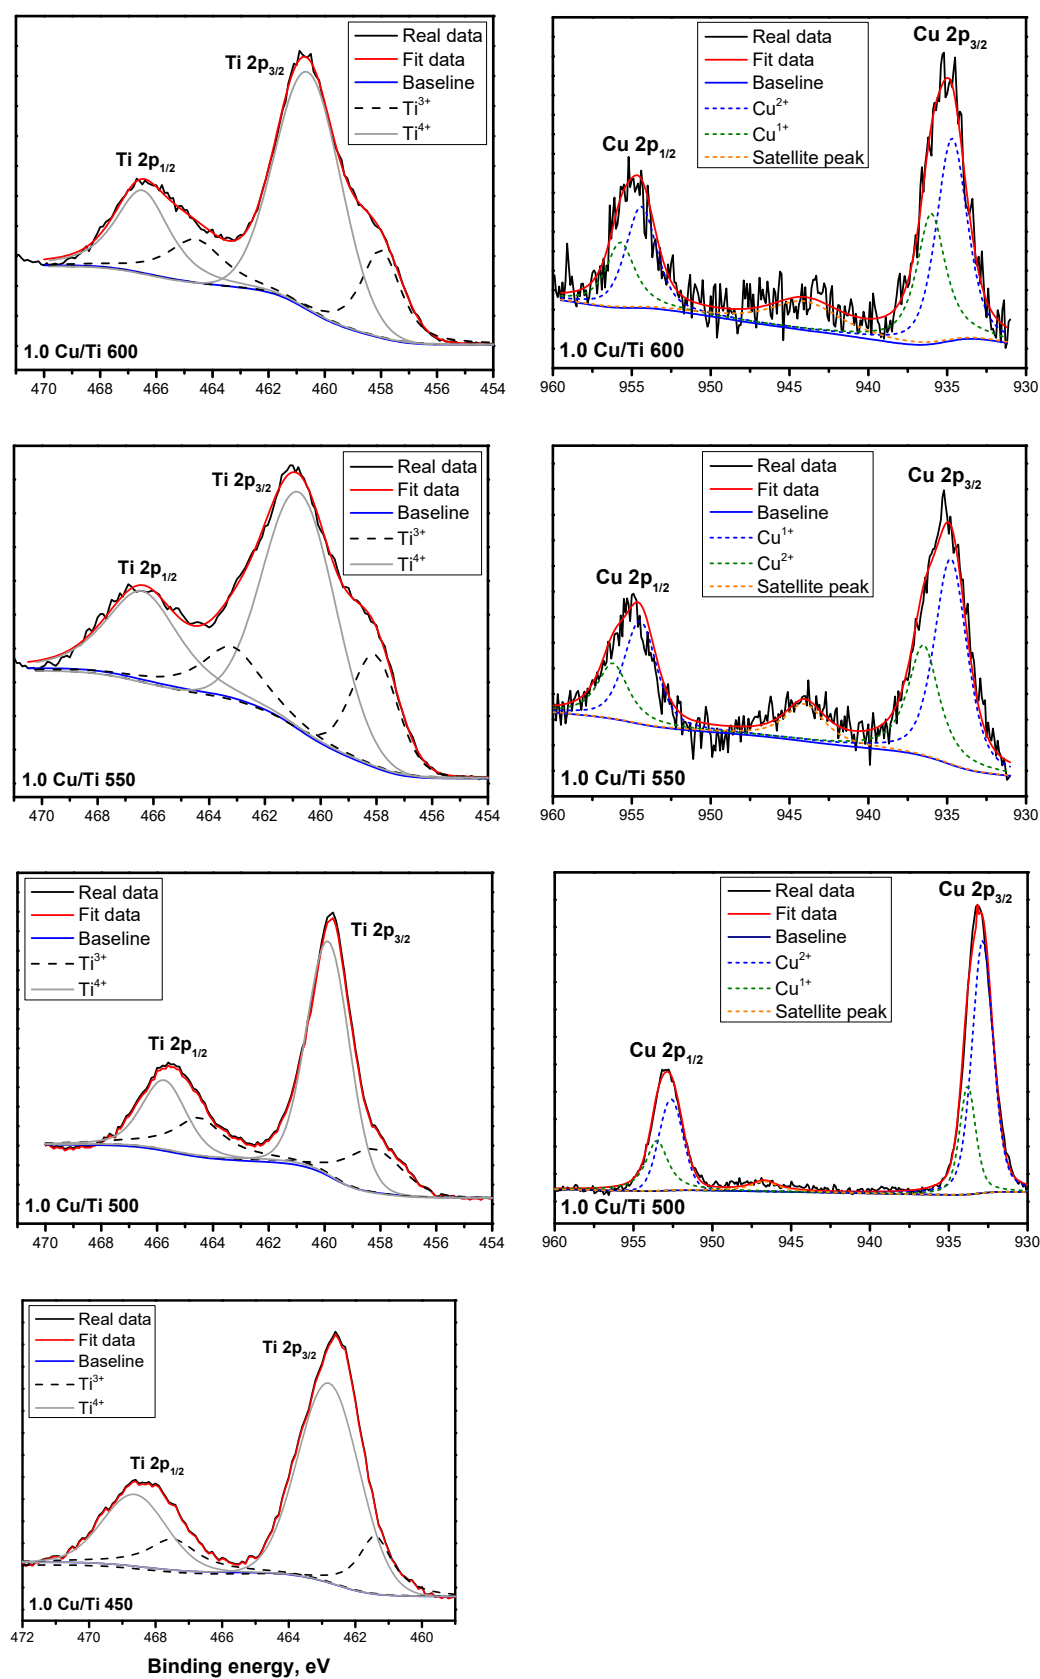 Real data
Fit data
Baseline
Ti3+
Ti4+
Ti 2p3/2
Ti 2p1/2
1.0 Cu/Ti 600
470 468 466 464 462 460 458 456 454
Real data
Fit data
Baseline
Cu2+
Cu1+
Satellite peak
Cu 2p3/2
Cu 2p1/2
1.0 Cu/Ti 600
960 955 950 945 940 935 930
Real data
Fit data
Baseline
Ti3+
Ti4+
Ti 2p3/2
Ti 2p1/2
1.0 Cu/Ti 550
470 468 466 464 462 460 458 456 454
Real data
Fit data
Baseline
Cu1+
Cu2+
Satellite peak
Cu 2p3/2
Cu 2p1/2
1.0 Cu/Ti 550
960 955 950 945 940 935 930
Real data
Fit data
Baseline
Ti3+
Ti4+
Ti 2p3/2
Ti 2p1/2
1.0 Cu/Ti 500
470 468 466 464 462 460 458 456 454
Real data
Fit data
Baseline
Cu2+
Cu1+
Satellite peak
Cu 2p3/2
Cu 2p1/2
1.0 Cu/Ti 500
960 955 950 945 940 935 930
Real data
Fit data
Baseline
Ti3+
Ti4+
Ti 2p3/2
Ti 2p1/2
1.0 Cu/Ti 450
472 470 468 466 464 462 460
Binding energy, eV